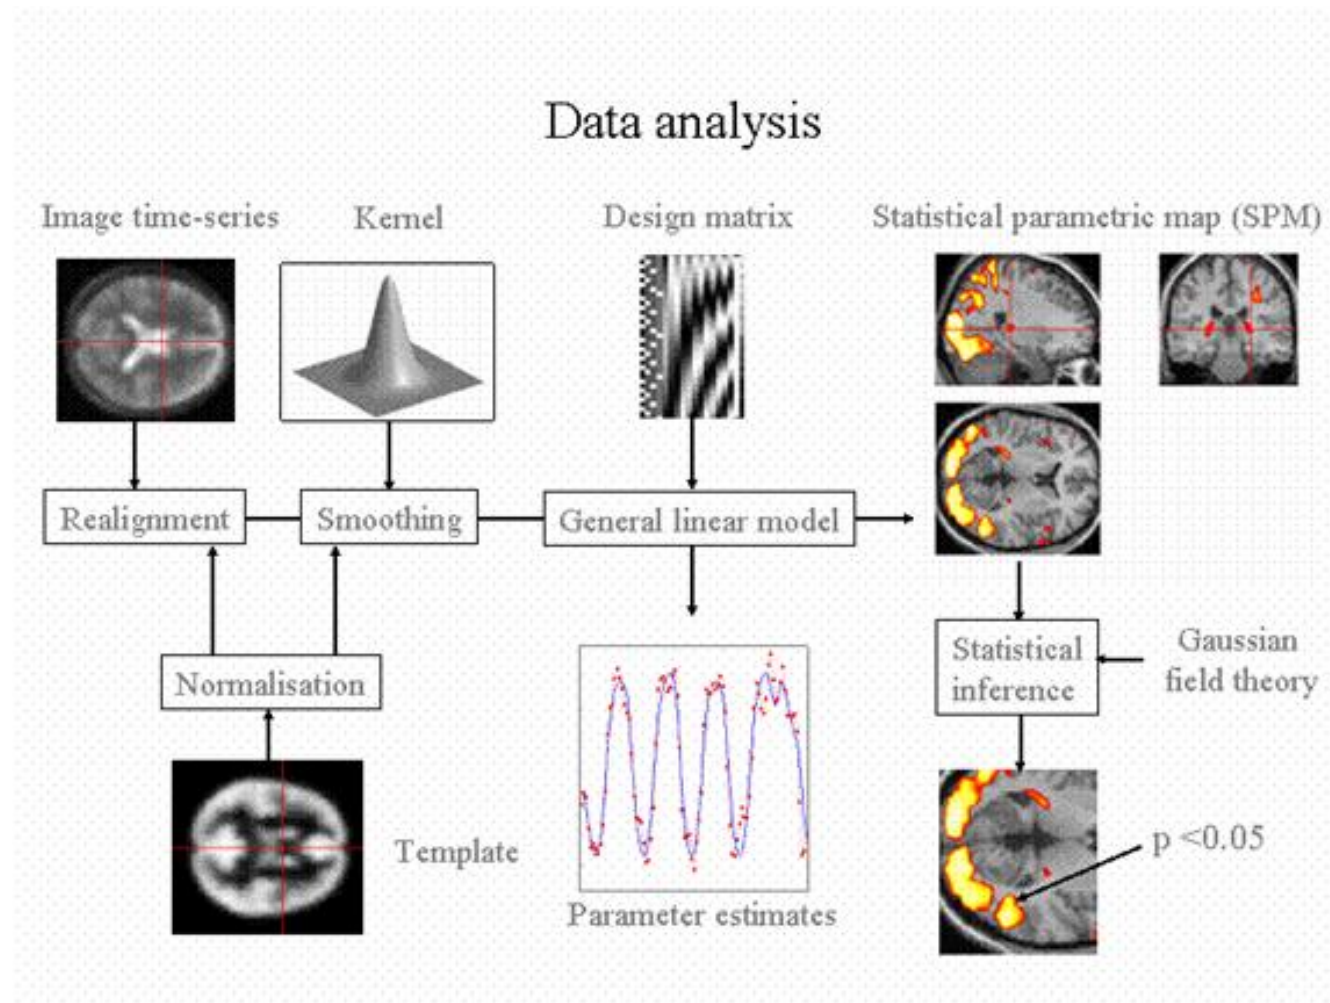 Data analysis
Image time-series
Kernel
Design matrix
Statistical parametric map (SPM)
Realignment
Smoothing
General linear model
Normalisation
Statistical
inference
Gaussian
field theory
Template
Parameter estimates
p <0.05